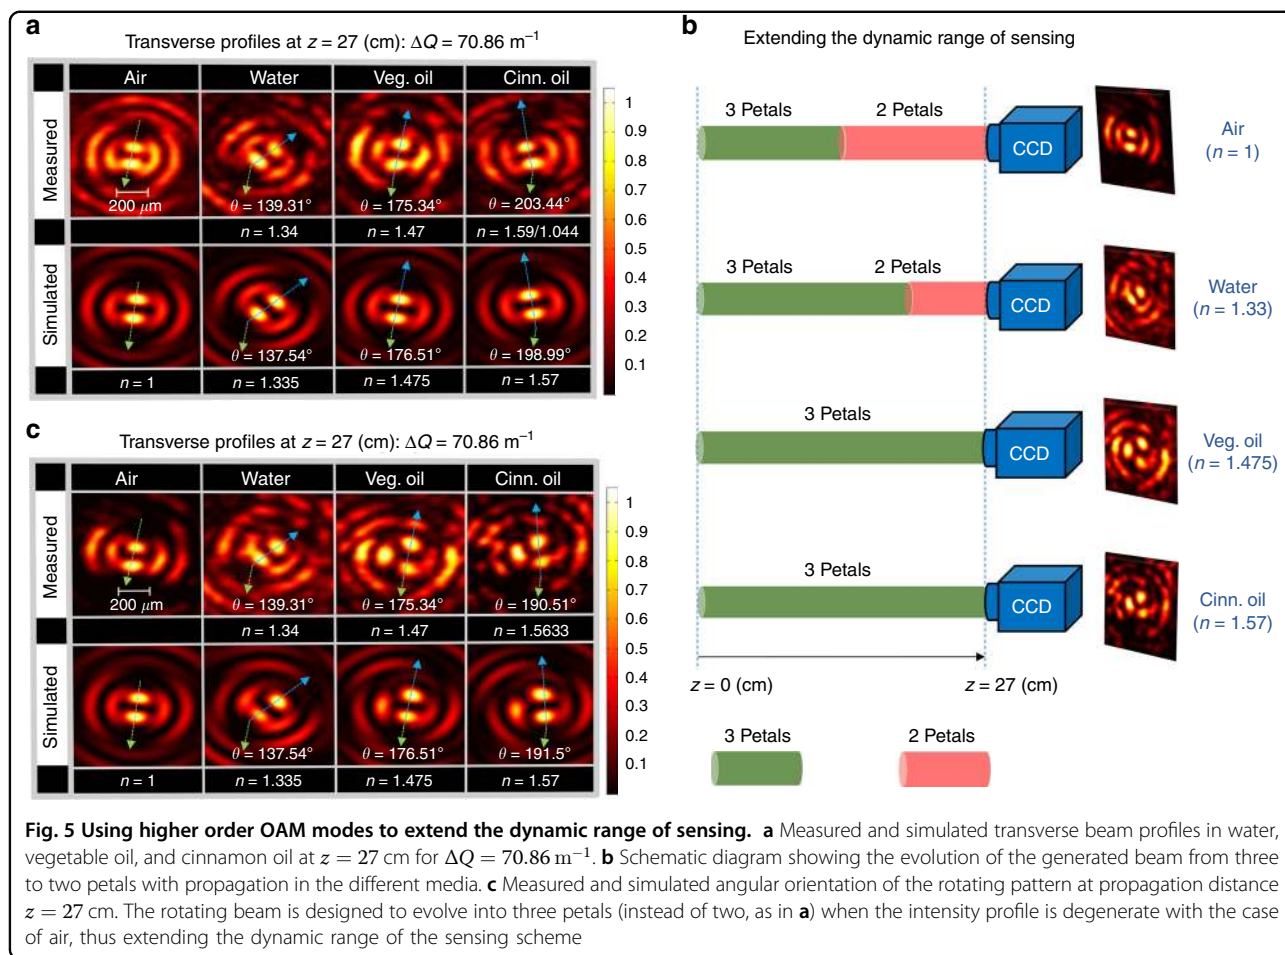 a
Transverse profiles at z = 27 (cm): ΔQ = 70.86 m⁻¹
Air Water Veg. oil Cinn. oil
Measured
200 μm
θ = 139.31° θ = 175.34° θ = 203.44°
n = 1.34 n = 1.47 n = 1.59/1.044
Simulated
θ = 137.54° θ = 176.51° θ = 198.99°
n = 1 n = 1.335 n = 1.475 n = 1.57
1
0.9
0.8
0.7
0.6
0.5
0.4
0.3
0.2
0.1
b
Extending the dynamic range of sensing
3 Petals 2 Petals
CCD
Air
(n = 1)
3 Petals 2 Petals
CCD
Water
(n = 1.33)
3 Petals
CCD
Veg. oil
(n = 1.475)
3 Petals
CCD
Cinn. oil
(n = 1.57)
z = 0 (cm) z = 27 (cm)
3 Petals 2 Petals
c
Transverse profiles at z = 27 (cm): ΔQ = 70.86 m⁻¹
Air Water Veg. oil Cinn. oil
Measured
200 μm
θ = 139.31° θ = 175.34° θ = 190.51°
n = 1.34 n = 1.47 n = 1.5633
Simulated
θ = 137.54° θ = 176.51° θ = 191.5°
n = 1 n = 1.335 n = 1.475 n = 1.57
1
0.9
0.8
0.7
0.6
0.5
0.4
0.3
0.2
0.1
Fig. 5 Using higher order OAM modes to extend the dynamic range of sensing. a Measured and simulated transverse beam profiles in water,
vegetable oil, and cinnamon oil at z = 27 cm for ΔQ = 70.86 m⁻¹. b Schematic diagram showing the evolution of the generated beam from three
to two petals with propagation in the different media. c Measured and simulated angular orientation of the rotating pattern at propagation distance
z = 27 cm. The rotating beam is designed to evolve into three petals (instead of two, as in a) when the intensity profile is degenerate with the case
of air, thus extending the dynamic range of the sensing scheme